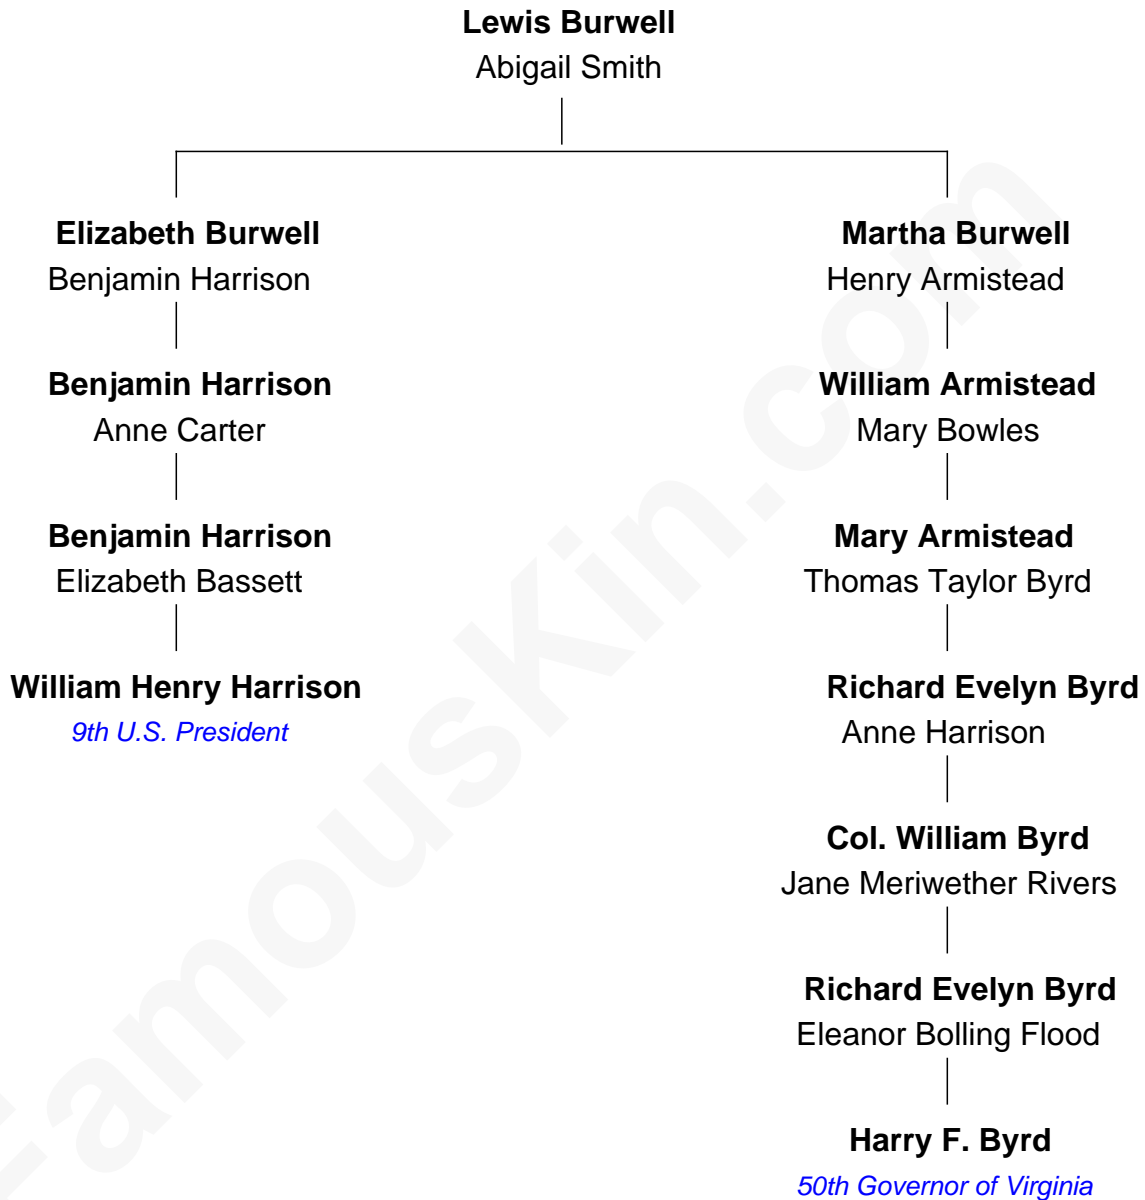 Lewis Burwell
Abigail Smith
Elizabeth Burwell
Benjamin Harrison
Martha Burwell
Henry Armistead
Benjamin Harrison
Anne Carter
William Armistead
Mary Bowles
Benjamin Harrison
Elizabeth Bassett
Mary Armistead
Thomas Taylor Byrd
William Henry Harrison
9th U.S. President
Richard Evelyn Byrd
Anne Harrison
Col. William Byrd
Jane Meriwether Rivers
Richard Evelyn Byrd
Eleanor Bolling Flood
Harry F. Byrd
50th Governor of Virginia
FamousKin.com